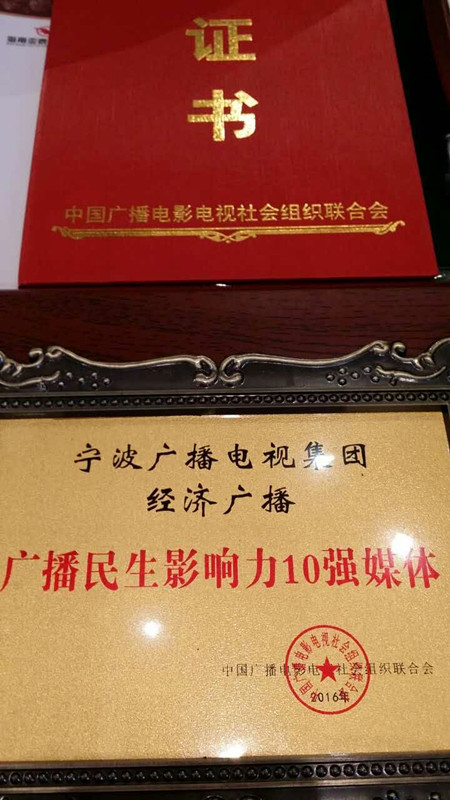 证
书
中国广播电影电视社会组织联合会
宁波广播电视集团
经济广播
广播民生影响力10强媒体
中国广播电影电视社会组织联合会
2016年